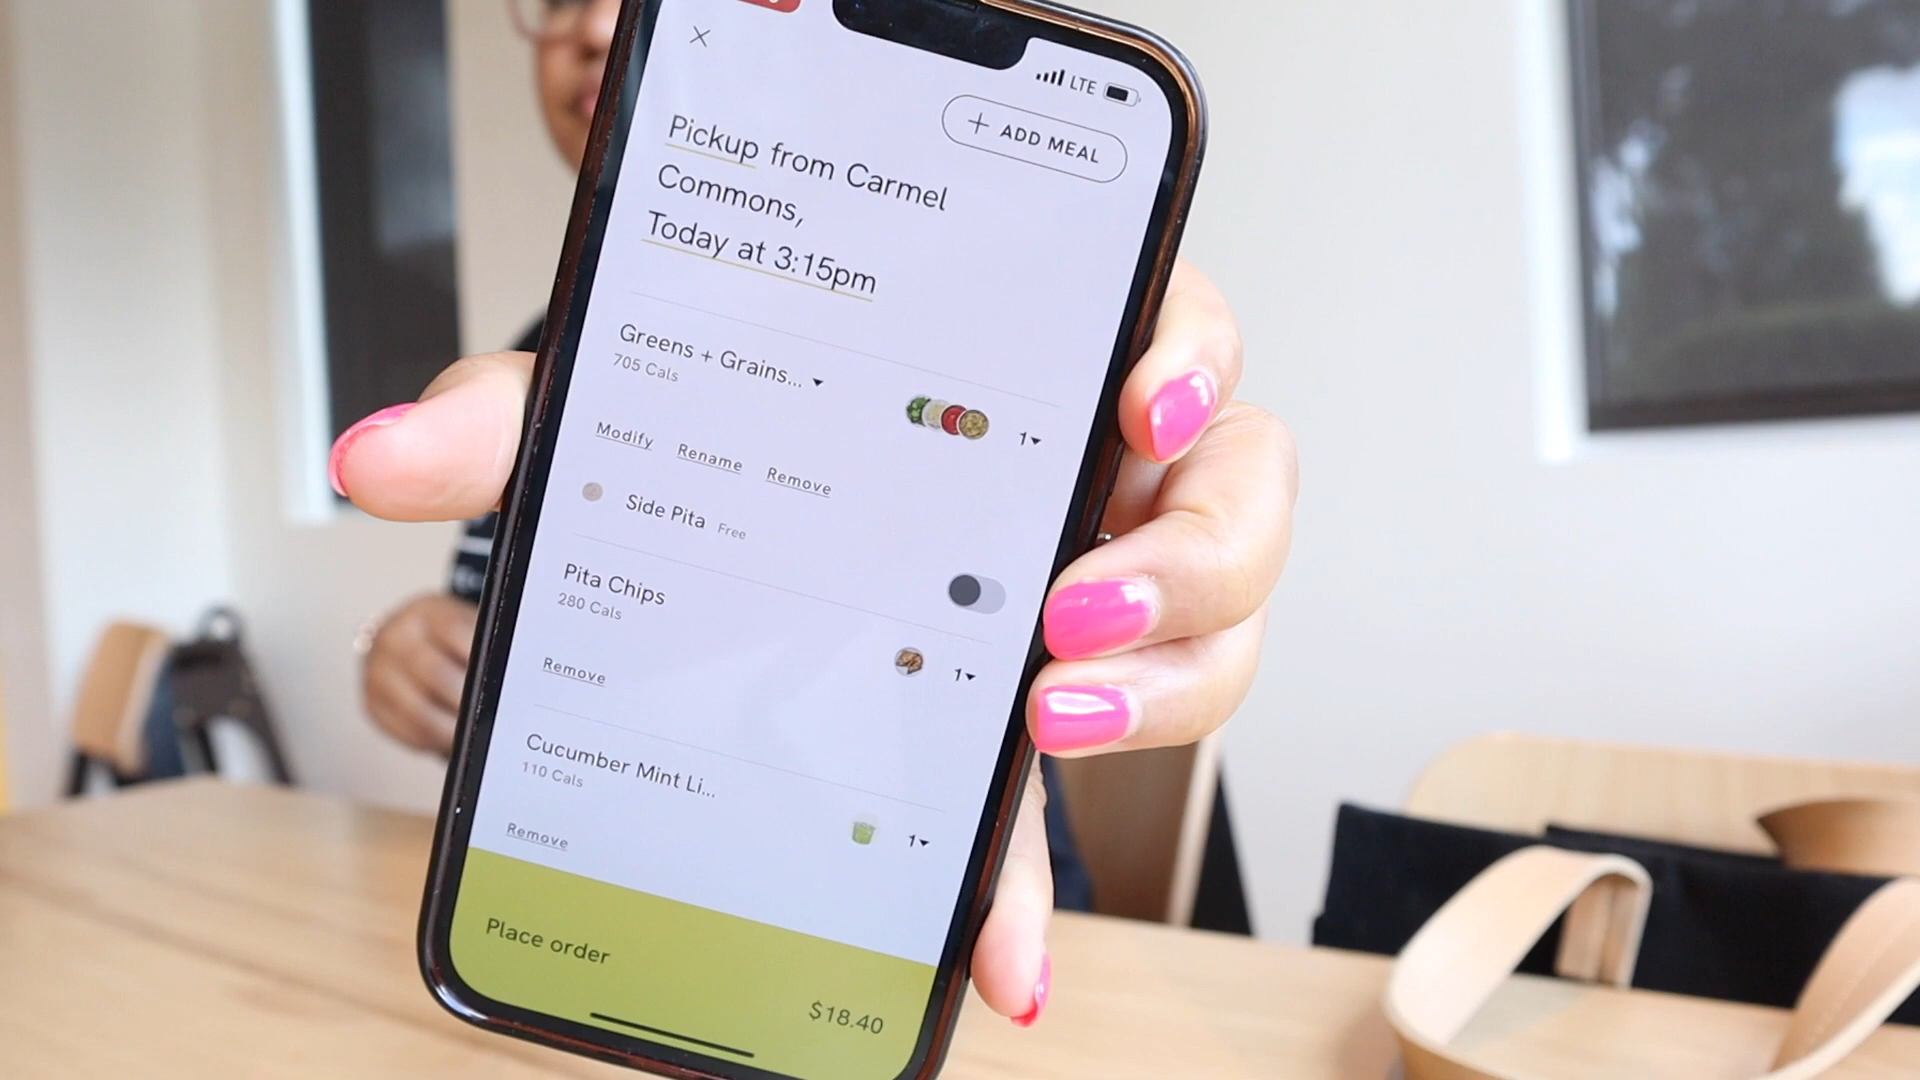 LTE
+ ADD MEAL
Pickup from Carmel
Commons,
Today at 3:15pm
Greens + Grains...
705 Cals
1
Modify Rename Remove
Side Pita Free
Pita Chips
280 Cals
1
Remove
Cucumber Mint Li...
110 Cals
1
Remove
Place order
$18.40